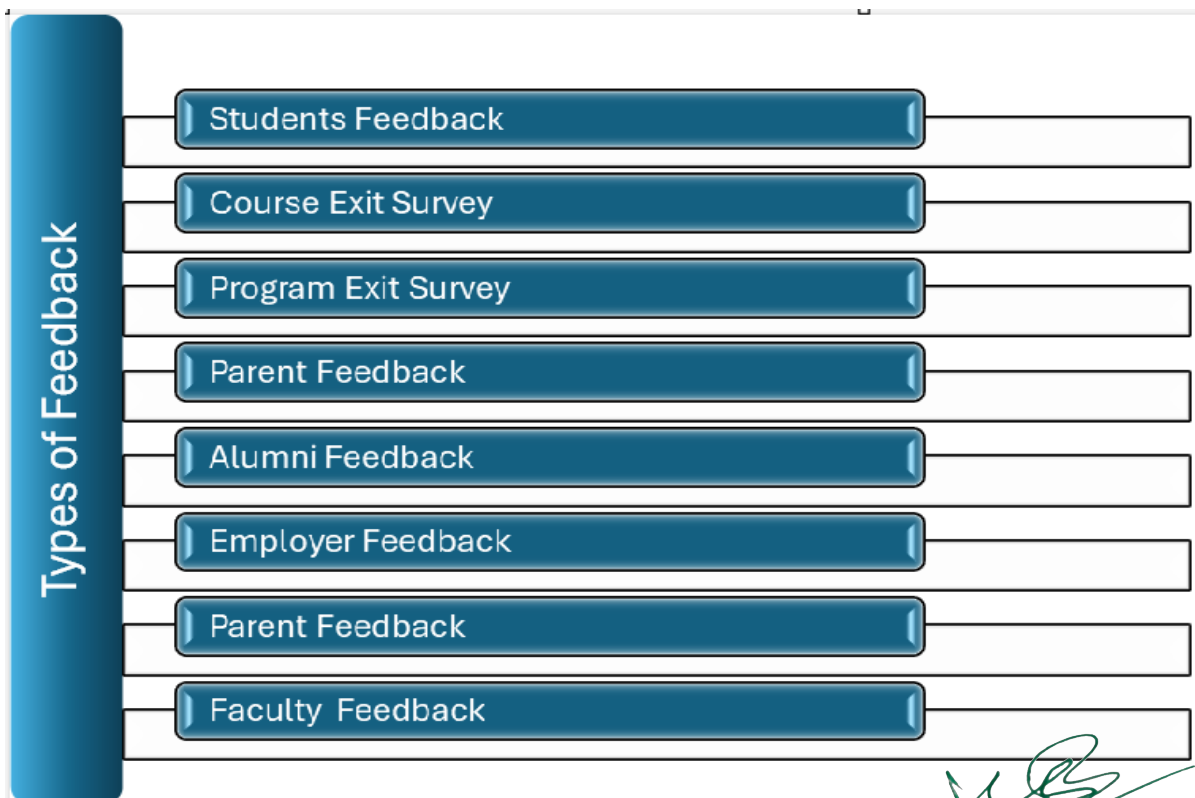 Types of Feedback
Students Feedback
Course Exit Survey
Program Exit Survey
Parent Feedback
Alumni Feedback
Employer Feedback
Parent Feedback
Faculty  Feedback